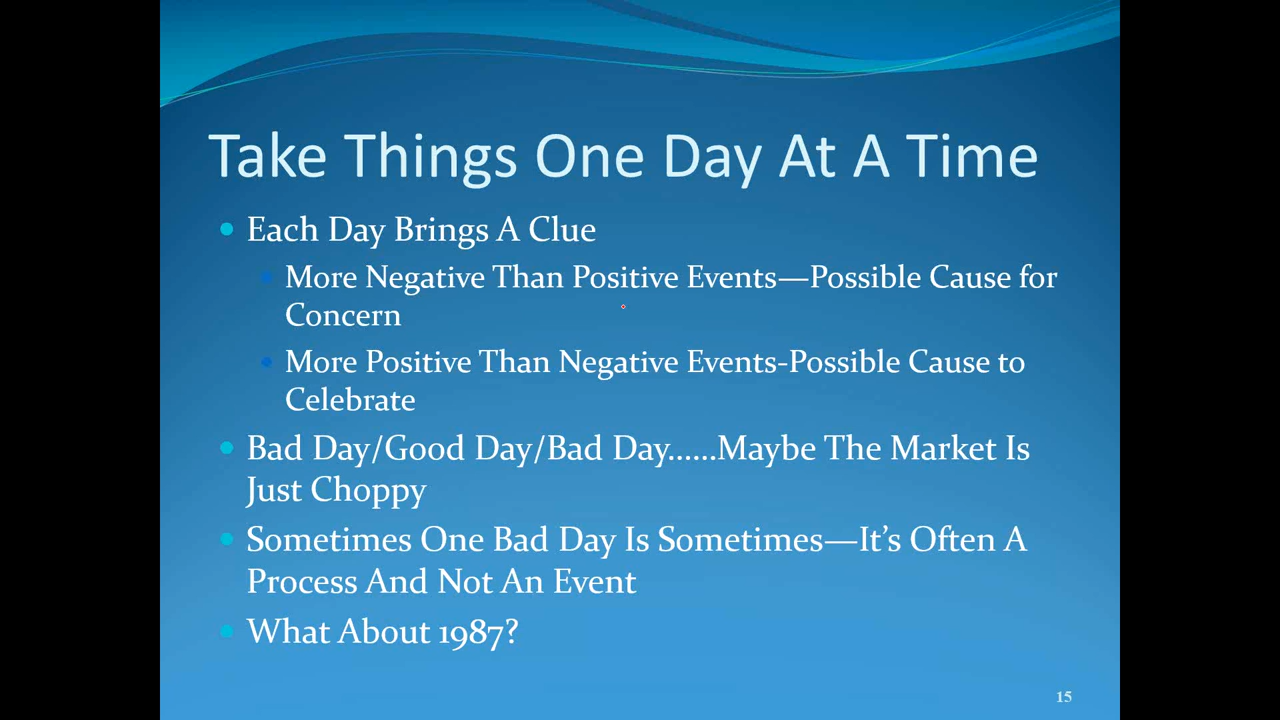 Take Things One Day At A Time
Each Day Brings A Clue
More Negative Than Positive Events—Possible Cause for
Concern
More Positive Than Negative Events-Possible Cause to
Celebrate
Bad Day/Good Day/Bad Day......Maybe The Market Is
Just Choppy
Sometimes One Bad Day Is Sometimes—It’s Often A
Process And Not An Event
What About 1987?
15